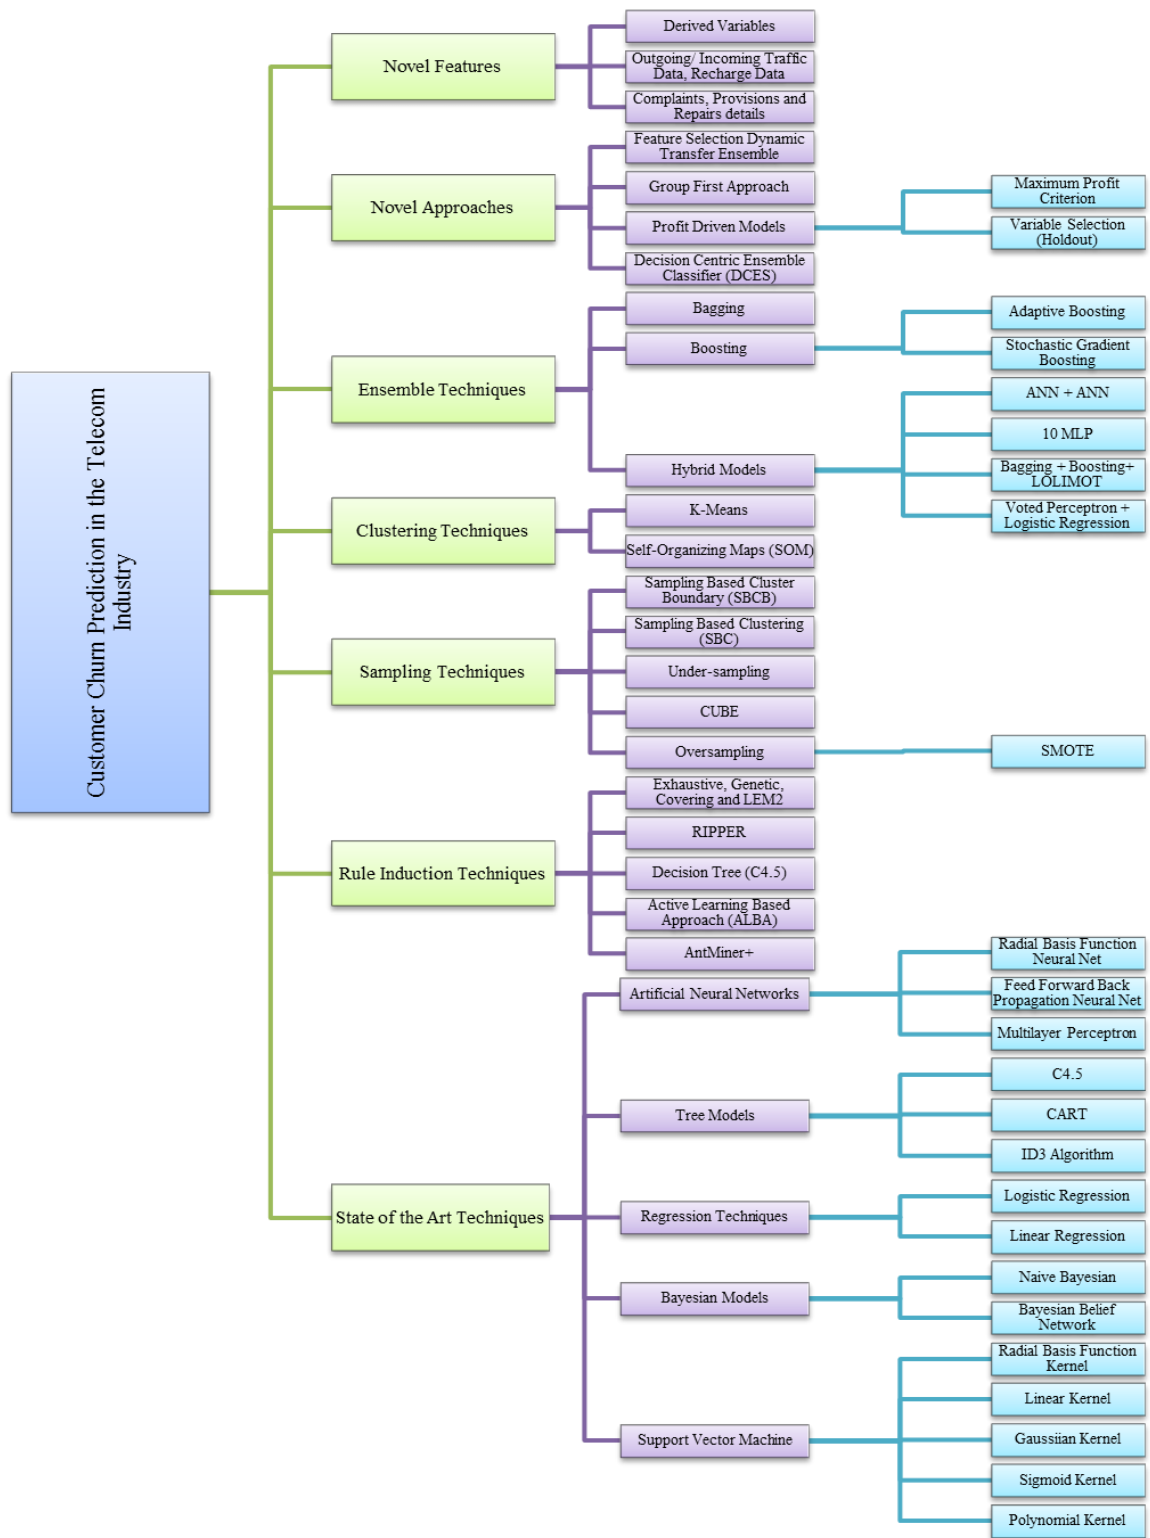 Customer Churn Prediction in the Telecom
Industry
Novel Features
Derived Variables
Outgoing/ Incoming Traffic
Data, Recharge Data
Complaints, Provisions and
Repairs details
Novel Approaches
Feature Selection Dynamic
Transfer Ensemble
Group First Approach
Profit Driven Models
Maximum Profit
Criterion
Variable Selection
(Holdout)
Decision Centric Ensemble
Classifier (DCES)
Ensemble Techniques
Bagging
Boosting
Adaptive Boosting
Stochastic Gradient
Boosting
Hybrid Models
ANN + ANN
10 MLP
Bagging + Boosting+
LOLIMOT
Voted Perceptron +
Logistic Regression
Clustering Techniques
K-Means
Self-Organizing Maps (SOM)
Sampling Techniques
Sampling Based Cluster
Boundary (SBCB)
Sampling Based Clustering
(SBC)
Under-sampling
CUBE
Oversampling
SMOTE
Rule Induction Techniques
Exhaustive, Genetic,
Covering and LEM2
RIPPER
Decision Tree (C4.5)
Active Learning Based
Approach (ALBA)
AntMiner+
State of the Art Techniques
Artificial Neural Networks
Radial Basis Function
Neural Net
Feed Forward Back
Propagation Neural Net
Multilayer Perceptron
Tree Models
C4.5
CART
ID3 Algorithm
Regression Techniques
Logistic Regression
Linear Regression
Bayesian Models
Naive Bayesian
Bayesian Belief
Network
Support Vector Machine
Radial Basis Function
Kernel
Linear Kernel
Gaussiian Kernel
Sigmoid Kernel
Polynomial Kernel